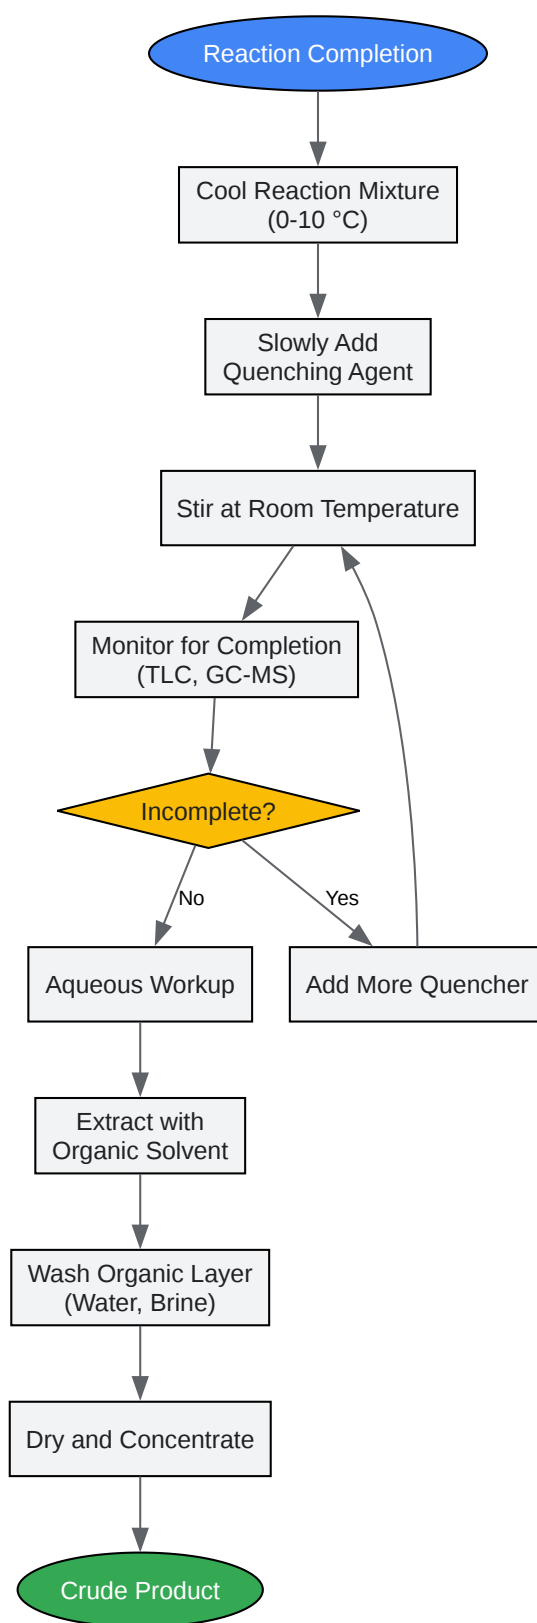 Reaction Completion
Cool Reaction Mixture
(0-10 °C)
Slowly Add
Quenching Agent
Stir at Room Temperature
Monitor for Completion
(TLC, GC-MS)
Incomplete?
No
Yes
Aqueous Workup
Add More Quencher
Extract with
Organic Solvent
Wash Organic Layer
(Water, Brine)
Dry and Concentrate
Crude Product